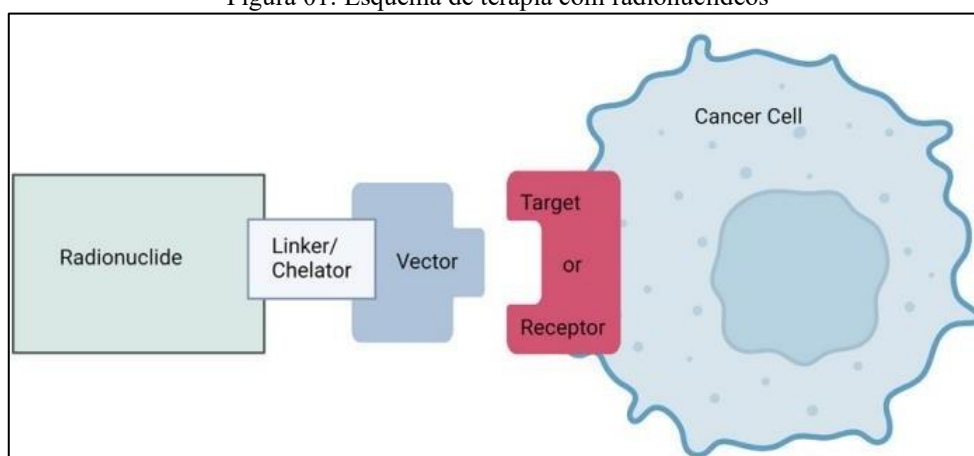 Figura 01: Esquema de terapia com radionuclídeos
Cancer Cell
Radionuclide
Linker/
Chelator
Vector
Target
or
Receptor